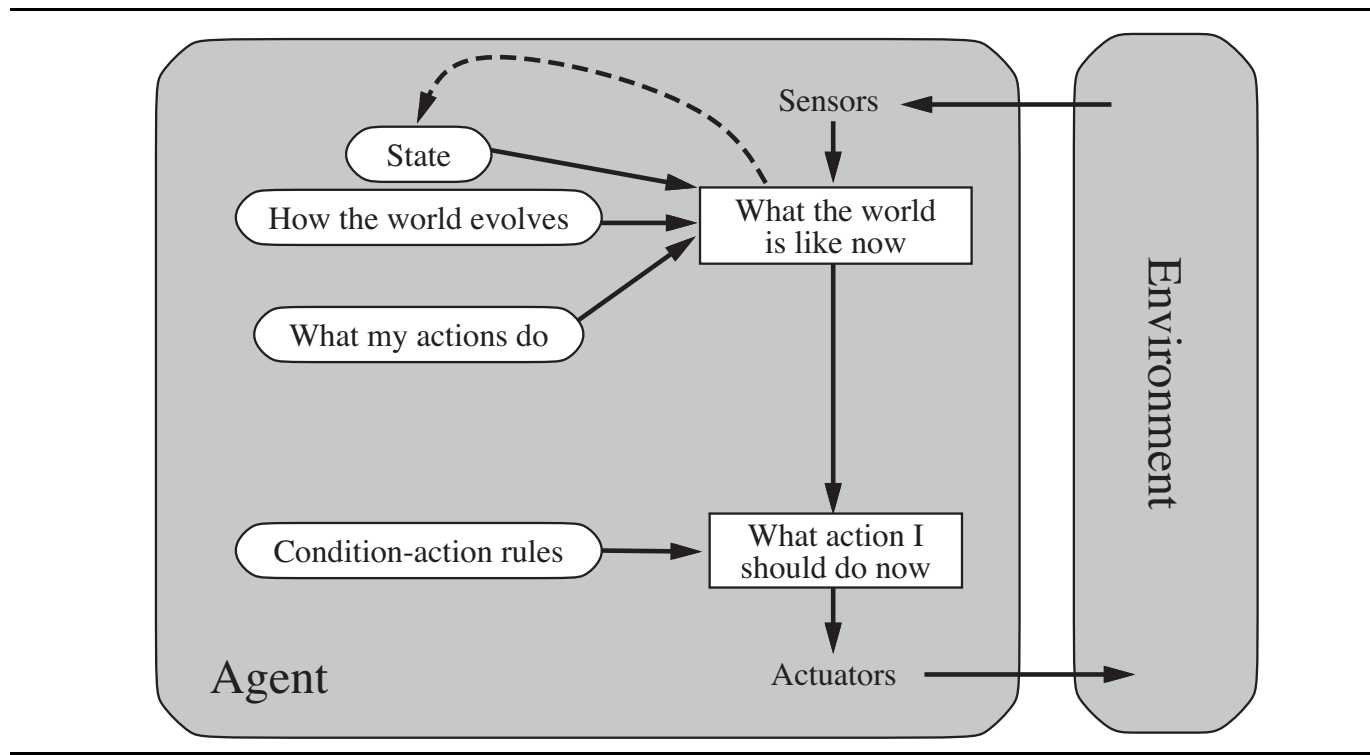 Sensors
State
What the world
is like now
How the world evolves
What my actions do
Environment
Condition-action rules
What action I
should do now
Agent
Actuators